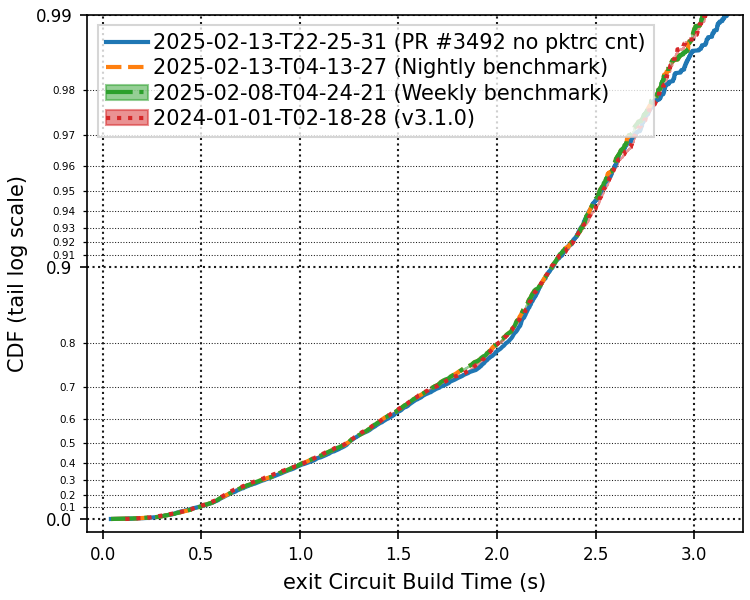 0.99
0.98
0.97
0.96
0.95
0.94
0.93
0.92
0.91
0.9
0.8
0.7
0.6
0.5
0.4
0.3
0.2
0.1
0.0
CDF (tail log scale)
2025-02-13-T22-25-31 (PR #3492 no pktrc cnt)
2025-02-13-T04-13-27 (Nightly benchmark)
2025-02-08-T04-24-21 (Weekly benchmark)
2024-01-01-T02-18-28 (v3.1.0)
0.0 0.5 1.0 1.5 2.0 2.5 3.0
exit Circuit Build Time (s)